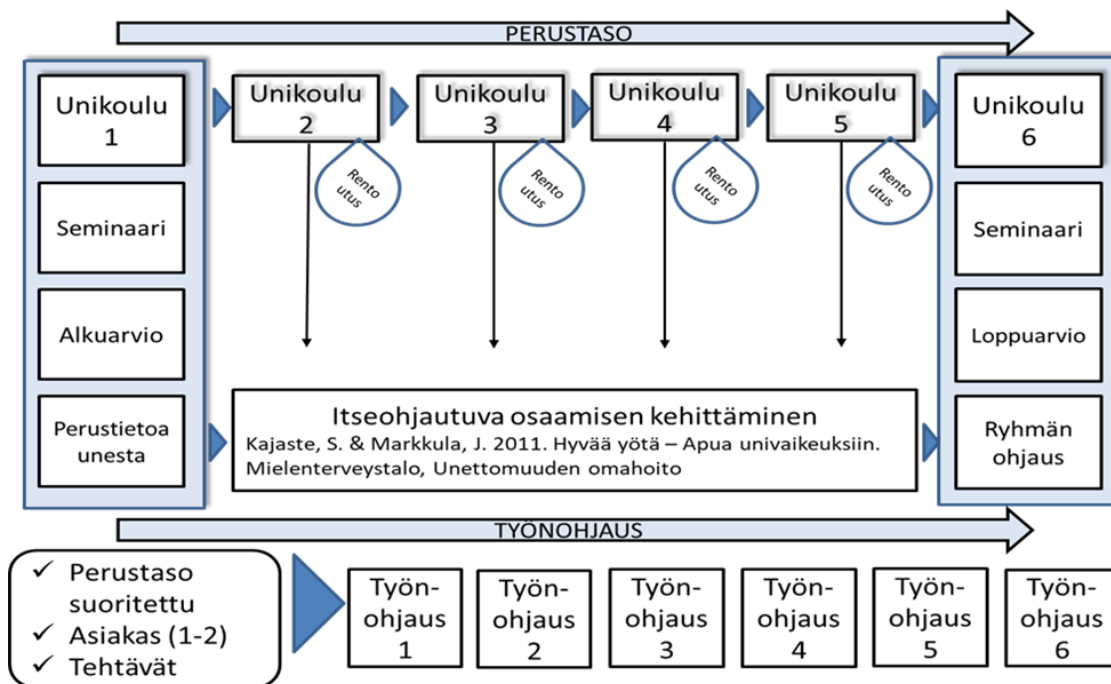 PERUSTASO
Unikoulu
1
Seminaari
Alkuarvio
Perustietoa
unesta
Unikoulu
2
Rento
utus
Unikoulu
3
Rento
utus
Unikoulu
4
Rento
utus
Unikoulu
5
Rento
utus
Unikoulu
6
Seminaari
Loppuarvio
Ryhmän
ohjaus
Itseohjautuva osaamisen kehittäminen
Kajaste, S. & Markkula, J. 2011. Hyvää yötä – Apua univaikeuksiin.
Mielenterveystalo, Unettomuuden omahoito
TYÖNOHJAUS
✓ Perustaso
suoritettu
✓ Asiakas (1-2)
✓ Tehtävät
Työn-
ohjaus
1
Työn-
ohjaus
2
Työn-
ohjaus
3
Työn-
ohjaus
4
Työn-
ohjaus
5
Työn-
ohjaus
6